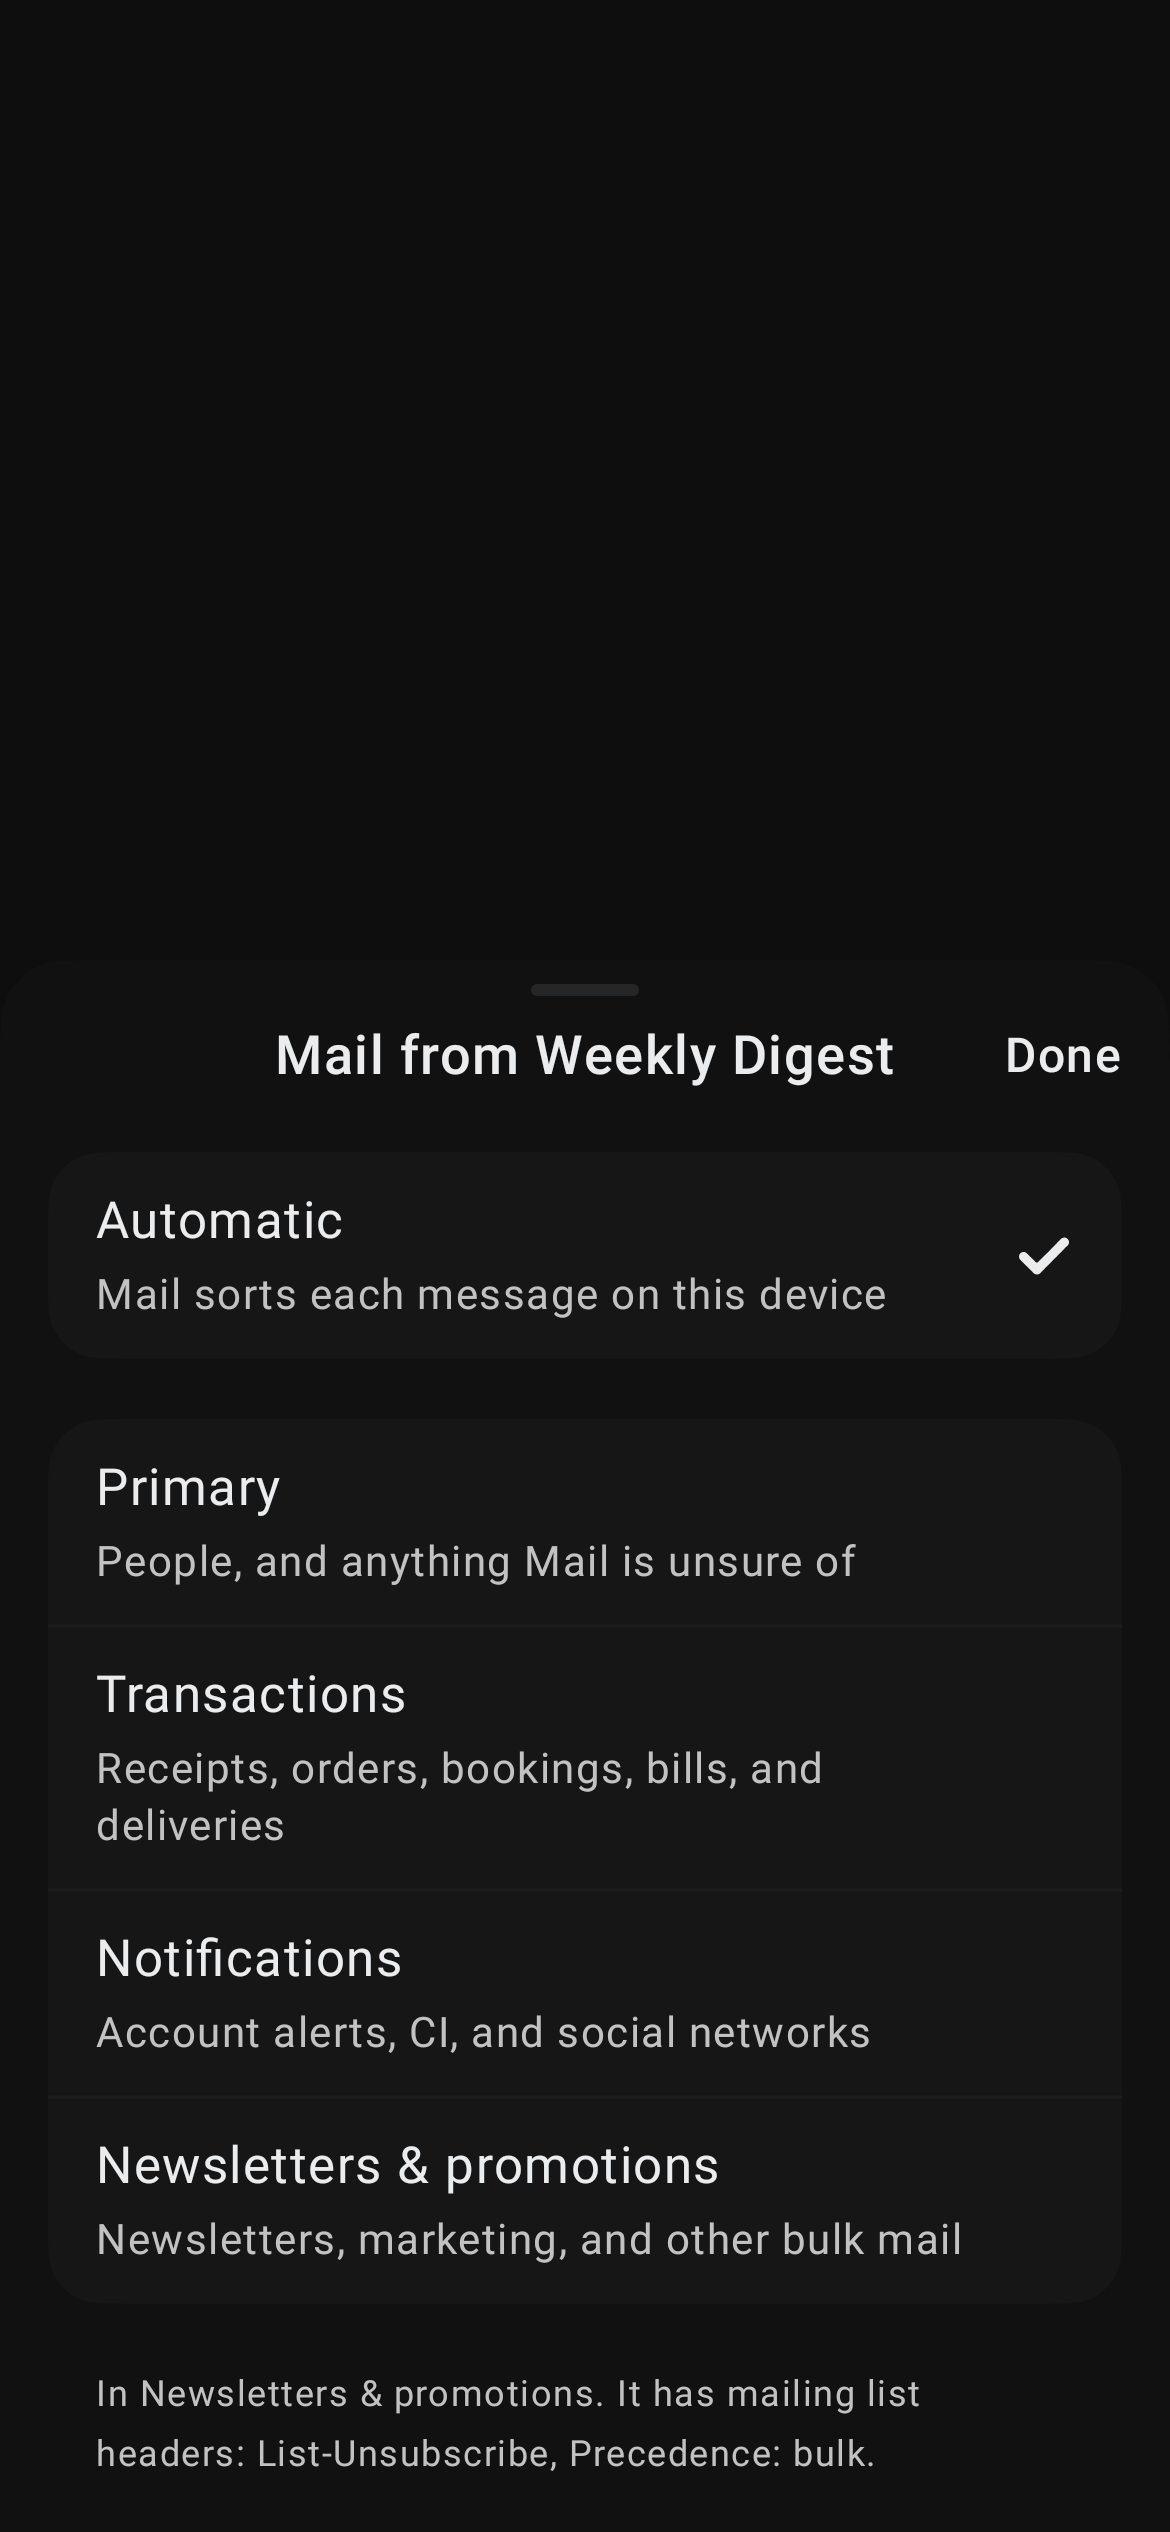 Mail from Weekly Digest
Done
Automatic
Mail sorts each message on this device
Primary
People, and anything Mail is unsure of
Transactions
Receipts, orders, bookings, bills, and
deliveries
Notifications
Account alerts, CI, and social networks
Newsletters & promotions
Newsletters, marketing, and other bulk mail
In Newsletters & promotions. It has mailing list
headers: List-Unsubscribe, Precedence: bulk.